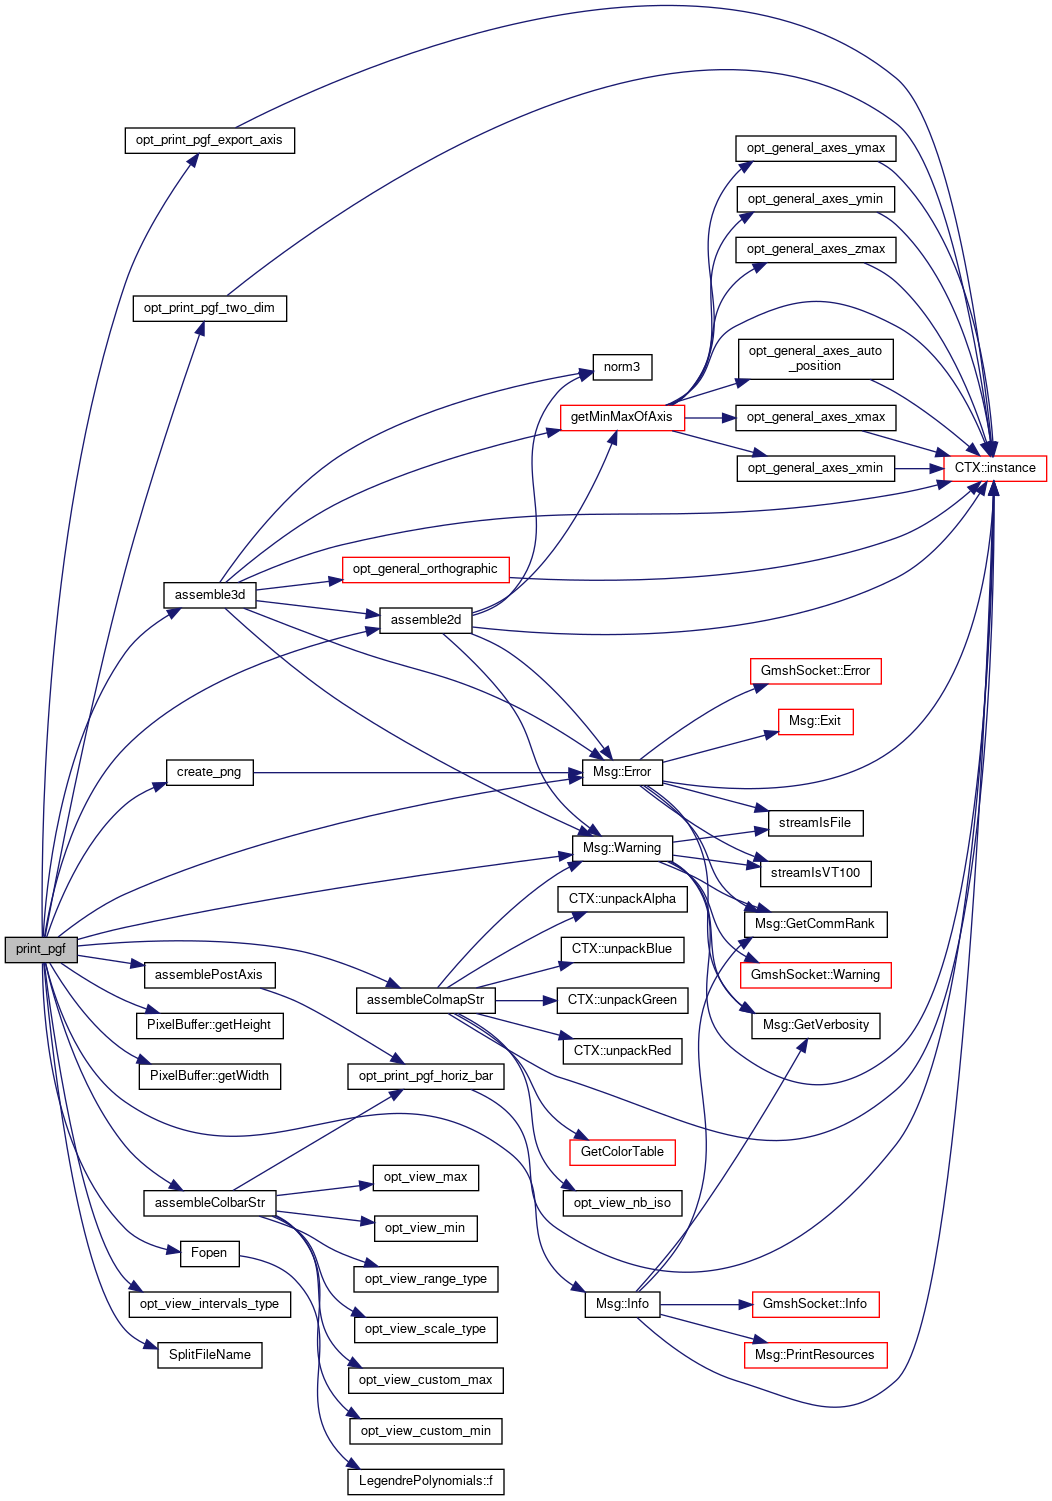 opt_print_pgf_export_axis
opt_general_axes_ymax
opt_general_axes_ymin
opt_general_axes_zmax
opt_print_pgf_two_dim
norm3
opt_general_axes_auto
_position
getMinMaxOfAxis
opt_general_axes_xmax
opt_general_axes_xmin
CTX::instance
opt_general_orthographic
assemble3d
assemble2d
GmshSocket::Error
Msg::Exit
create_png
Msg::Error
streamIsFile
Msg::Warning
streamIsVT100
CTX::unpackAlpha
Msg::GetCommRank
print_pgf
CTX::unpackBlue
assemblePostAxis
GmshSocket::Warning
assembleColmapStr
CTX::unpackGreen
PixelBuffer::getHeight
Msg::GetVerbosity
CTX::unpackRed
PixelBuffer::getWidth
opt_print_pgf_horiz_bar
GetColorTable
opt_view_max
assembleColbarStr
opt_view_nb_iso
opt_view_min
Fopen
opt_view_range_type
opt_view_intervals_type
Msg::Info
GmshSocket::Info
opt_view_scale_type
SplitFileName
Msg::PrintResources
opt_view_custom_max
opt_view_custom_min
LegendrePolynomials::f